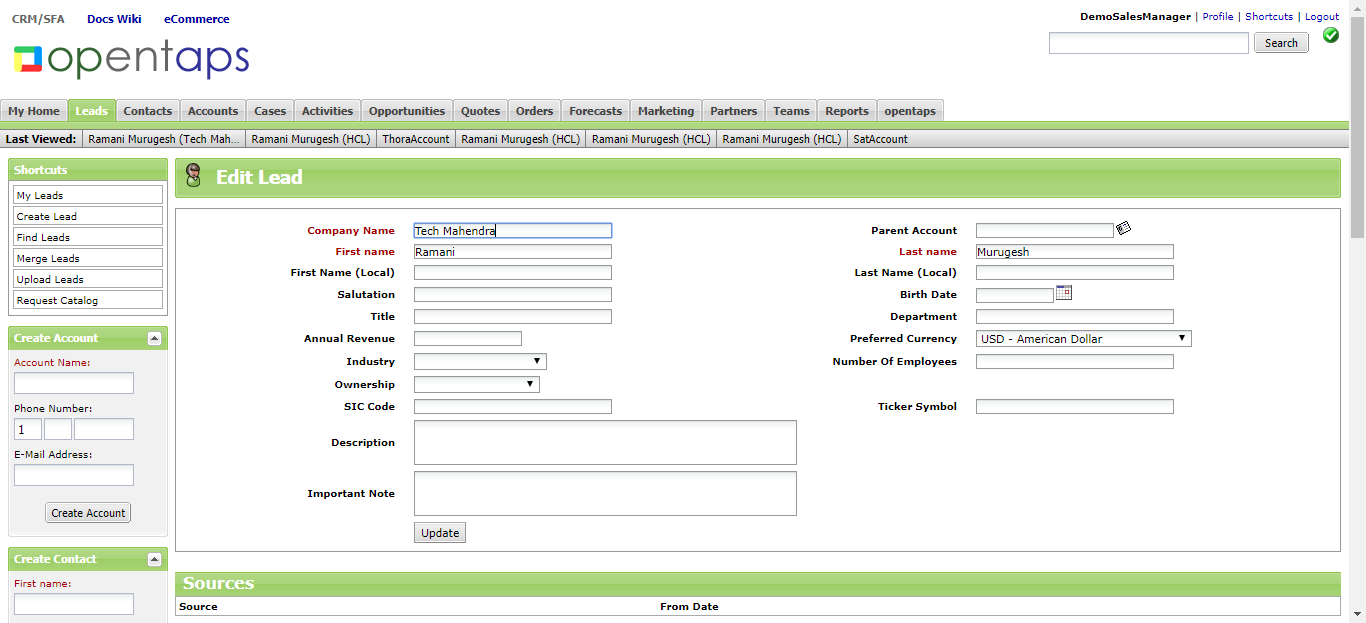 CRM/SFA Docs Wiki eCommerce
DemoSalesManager | Profile | Shortcuts | Logout
opentaps
Search
My Home Leads Contacts Accounts Cases Activities Opportunities Quotes Orders Forecasts Marketing Partners Teams Reports opentaps
Last Viewed: Ramani Murugesh (Tech Mah... Ramani Murugesh (HCL) ThoraAccount Ramani Murugesh (HCL) Ramani Murugesh (HCL) Ramani Murugesh (HCL) SatAccount
Shortcuts
My Leads
Create Lead
Find Leads
Merge Leads
Upload Leads
Request Catalog
Create Account
Account Name:
Phone Number:
1
E-Mail Address:
Create Account
Create Contact
First name:
Edit Lead
Company Name Tech Mahendra Parent Account
First name Ramani Last name Murugesh
First Name (Local) Last Name (Local)
Salutation Birth Date
Title Department
Annual Revenue Preferred Currency USD - American Dollar
Industry Number Of Employees
Ownership
SIC Code Ticker Symbol
Description
Important Note
Update
Sources
Source From Date